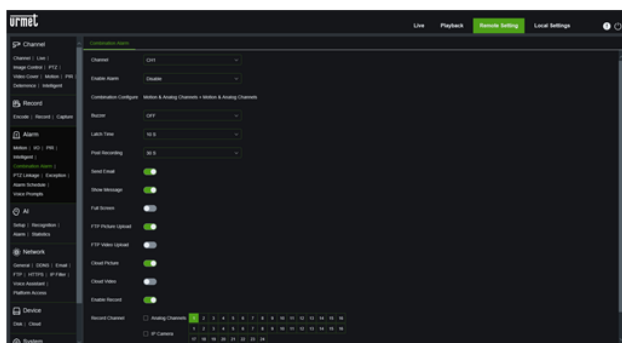 urmet
Live Playback Remote Setting Local Settings
Channel
Channel | Live |
Image Control | PTZ |
Video Cover | Motion | PIR |
Deterrence | Intelligent
Record
Encode | Record | Capture
Alarm
Motion | I/O | PIR |
Intelligent |
Combination Alarm |
PTZ Linkage | Exception |
Alarm Schedule |
Voice Prompts
AI
Setup | Recognition |
Alarm | Statistics
Network
General | DDNS | Email |
FTP | HTTPS | IP Filter |
Voice Assistant |
Platform Access
Device
Disk | Cloud
System
Combination Alarm
Channel CH1
Enable Alarm Disable
Combination Configure Motion & Analog Channels + Motion & Analog Channels
Buzzer OFF
Latch Time 10 S
Post Recording 30 S
Send Email
Show Message
Full Screen
FTP Picture Upload
FTP Video Upload
Cloud Picture
Cloud Video
Enable Record
Record Channel Analog Channels 1 2 3 4 5 6 7 8 9 10 11 12 13 14 15 16
IP Camera 1 2 3 4 5 6 7 8 9 10 11 12 13 14 15 16
17 18 19 20 21 22 23 24